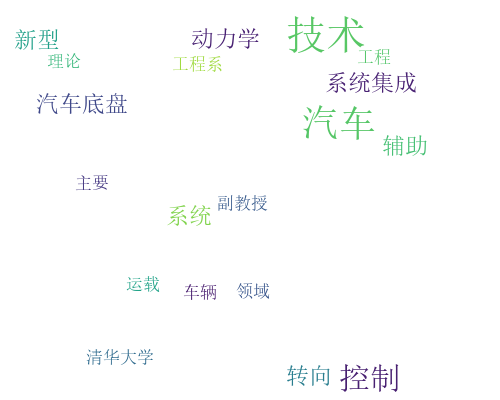 技术
新型
动力学
工程
理论
工程系
系统集成
汽车底盘
汽车
辅助
主要
副教授
系统
运载
车辆
领域
清华大学
转向
控制